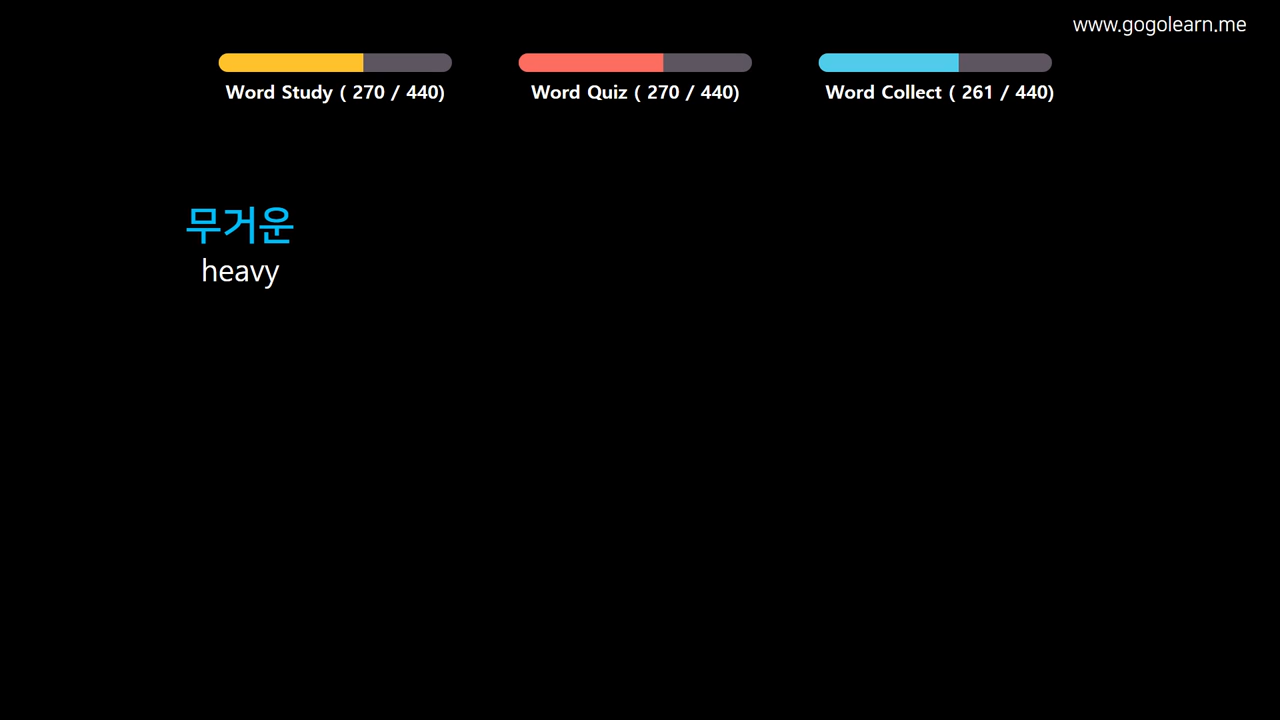 www.gogolearn.me
Word Study ( 270 / 440)
Word Quiz ( 270 / 440)
Word Collect ( 261 / 440)
무거운
heavy